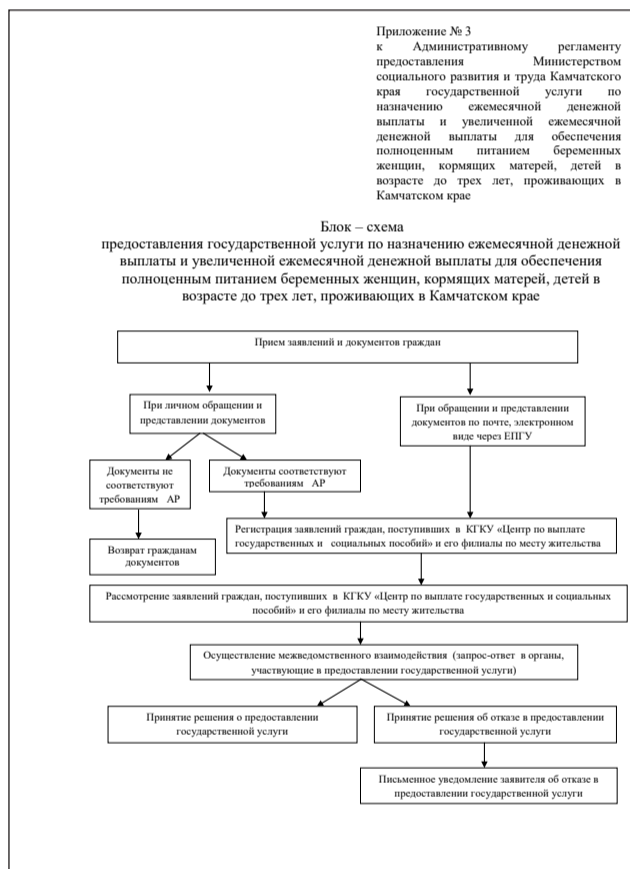 Приложение № 3
к Административному регламенту
предоставления Министерством
социального развития и труда Камчатского
края государственной услуги по
назначению ежемесячной денежной
выплаты и увеличенной ежемесячной
денежной выплаты для обеспечения
полноценным питанием беременных
женщин, кормящих матерей, детей в
возрасте до трех лет, проживающих в
Камчатском крае
Блок – схема
предоставления государственной услуги по назначению ежемесячной денежной
выплаты и увеличенной ежемесячной денежной выплаты для обеспечения
полноценным питанием беременных женщин, кормящих матерей, детей в
возрасте до трех лет, проживающих в Камчатском крае
Прием заявлений и документов граждан
При личном обращении и
представлении документов
При обращении и представлении
документов по почте, электронном
виде через ЕПГУ
Документы не
соответствуют
требованиям АР
Документы соответствуют
требованиям АР
Возврат гражданам
документов
Регистрация заявлений граждан, поступивших в КГКУ «Центр по выплате
государственных и социальных пособий» и его филиалы по месту жительства
Рассмотрение заявлений граждан, поступивших в КГКУ «Центр по выплате государственных и социальных
пособий» и его филиалы по месту жительства
Осуществление межведомственного взаимодействия (запрос-ответ в органы,
участвующие в предоставлении государственной услуги)
Принятие решения о предоставлении
государственной услуги
Принятие решения об отказе в предоставлении
государственной услуги
Письменное уведомление заявителя об отказе в
предоставлении государственной услуги